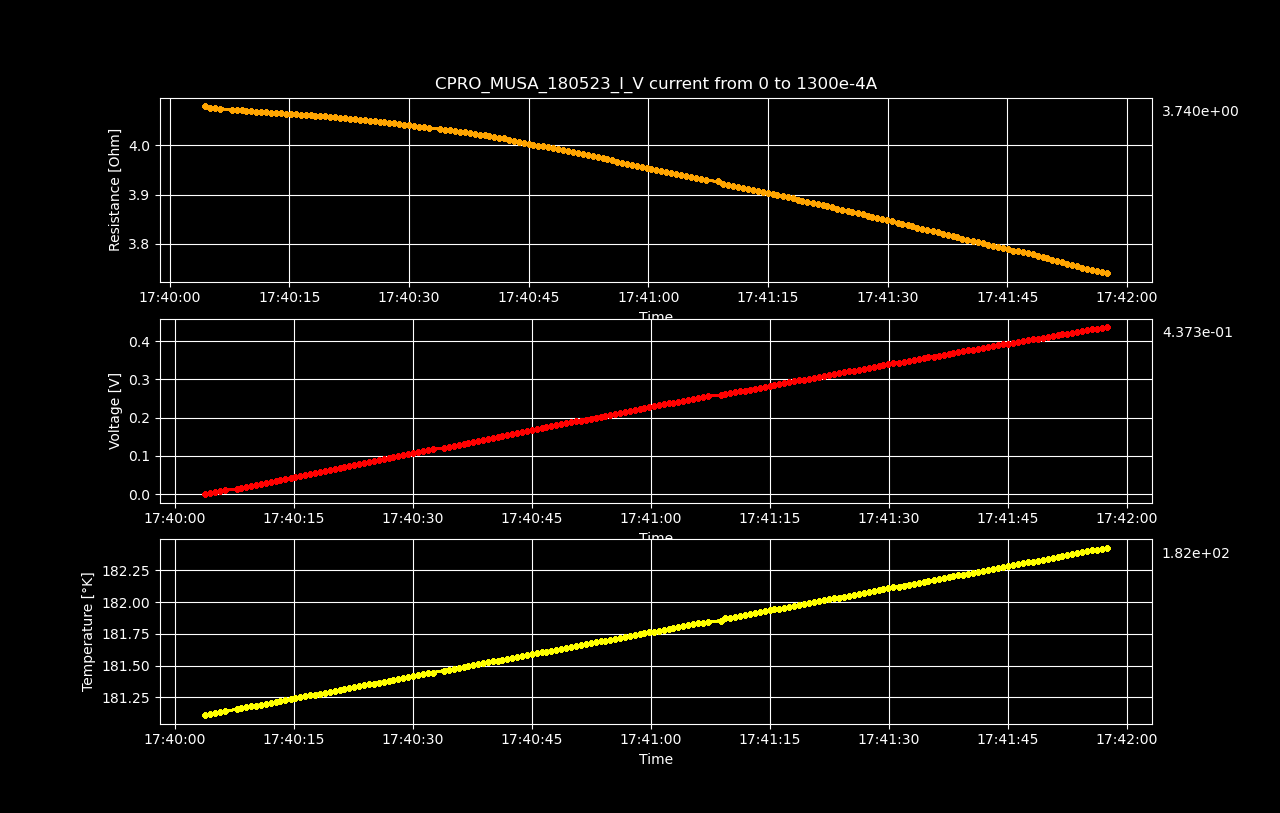 CPRO_MUSA_180523_I_V current from 0 to 1300e-4A
3.740e+00
Resistance [Ohm]
4.0
3.9
3.8
17:40:00 17:40:15 17:40:30 17:40:45 17:41:00 17:41:15 17:41:30 17:41:45 17:42:00
Time
4.373e-01
Voltage [V]
0.4
0.3
0.2
0.1
0.0
17:40:00 17:40:15 17:40:30 17:40:45 17:41:00 17:41:15 17:41:30 17:41:45 17:42:00
Time
1.82e+02
Temperature [°K]
182.25
182.00
181.75
181.50
181.25
17:40:00 17:40:15 17:40:30 17:40:45 17:41:00 17:41:15 17:41:30 17:41:45 17:42:00
Time